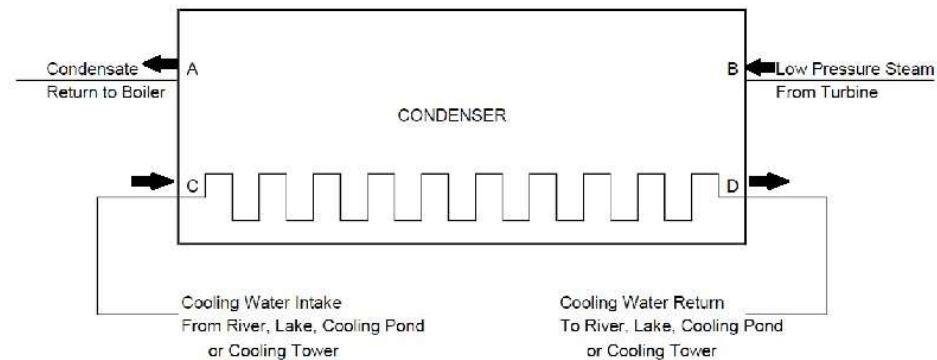 Condensate
Return to Boiler
A
B
Low Pressure Steam
From Turbine
CONDENSER
C
D
Cooling Water Intake
From River, Lake, Cooling Pond
or Cooling Tower
Cooling Water Return
To River, Lake, Cooling Pond
or Cooling Tower